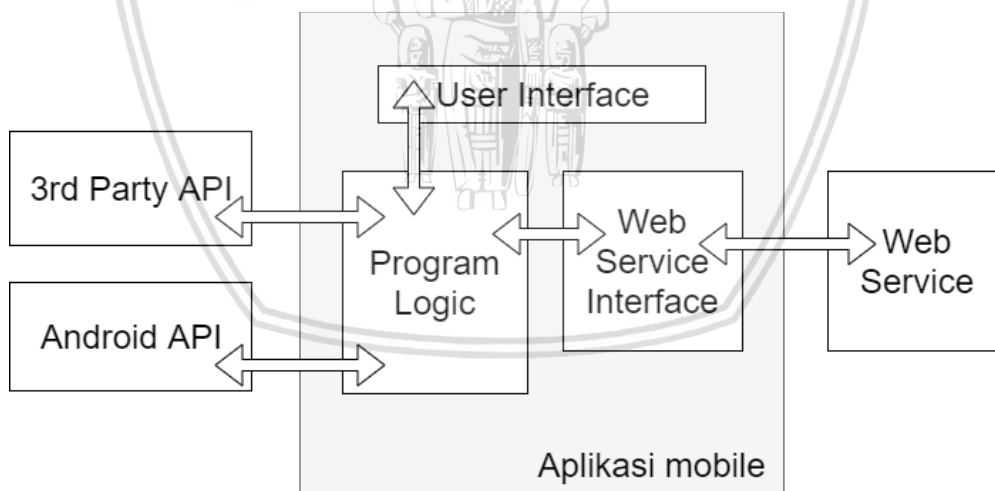 User Interface
3rd Party API
Program
Logic
Web
Service
Interface
Web
Service
Android API
Aplikasi mobile